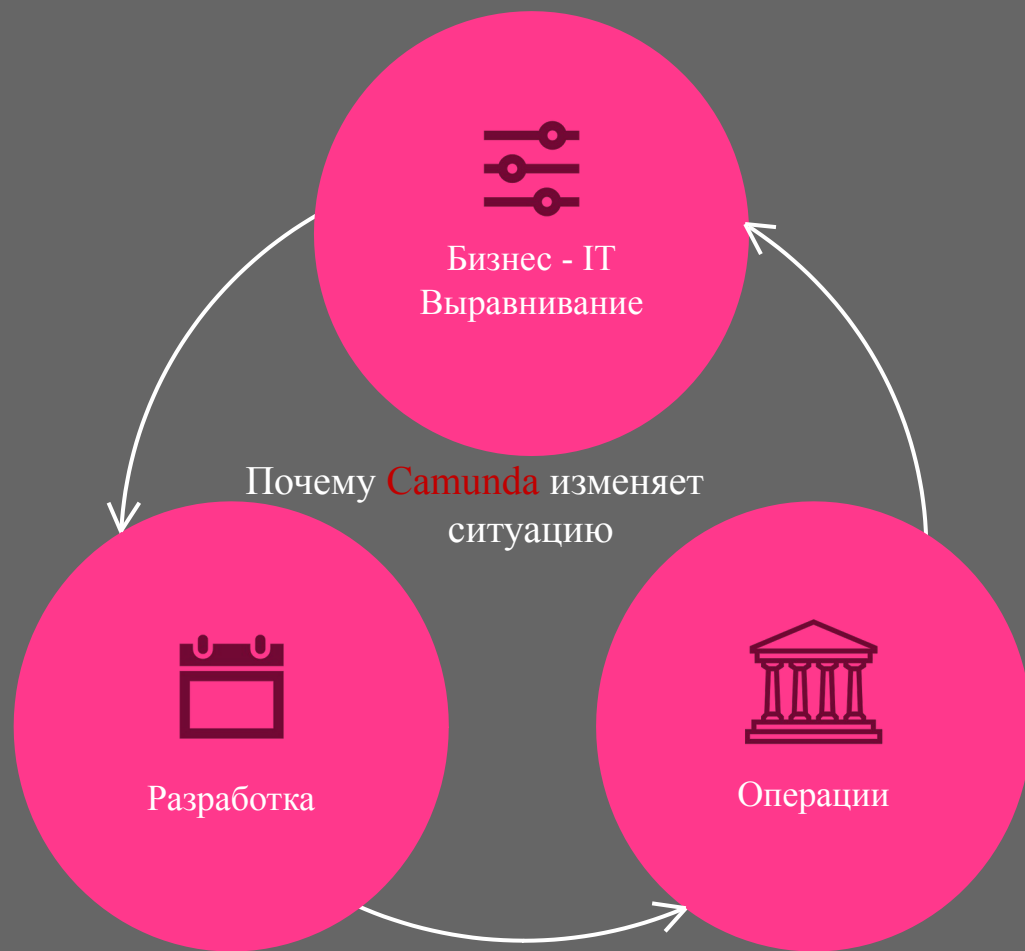 Бизнес - IT
Выравнивание
Почему Camunda изменяет
ситуацию
Разработка
Операции